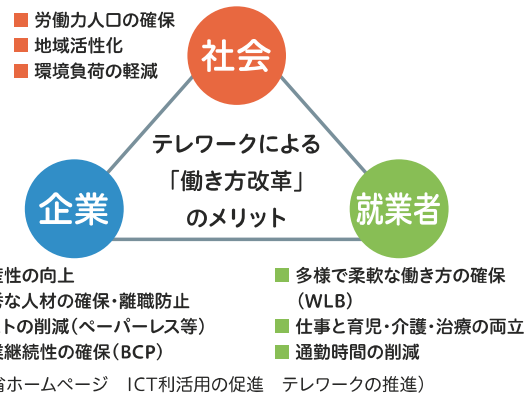 労働力人口の確保
地域活性化
環境負荷の軽減
社会
テレワークによる
「働き方改革」
のメリット
企業
就業者
性の向上
な人材の確保・離職防止
トの削減(ペーパーレス等)
継続性の確保(BCP)
多様で柔軟な働き方の確保
(WLB)
仕事と育児・介護・治療の両立
通勤時間の削減
ホームページ　ICT利活用の促進　テレワークの推進)